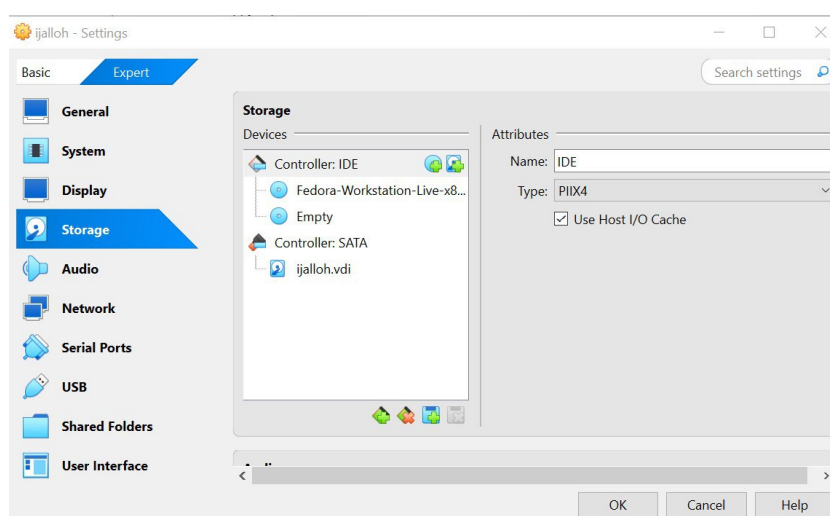 ijalloh - Settings
Basic
Expert
Search settings
General
System
Display
Storage
Audio
Network
Serial Ports
USB
Shared Folders
User Interface
Storage
Devices
Controller: IDE
Fedora-Workstation-Live-x8...
Empty
Controller: SATA
ijalloh.vdi
Attributes
Name: IDE
Type: PIIX4
Use Host I/O Cache
OK
Cancel
Help